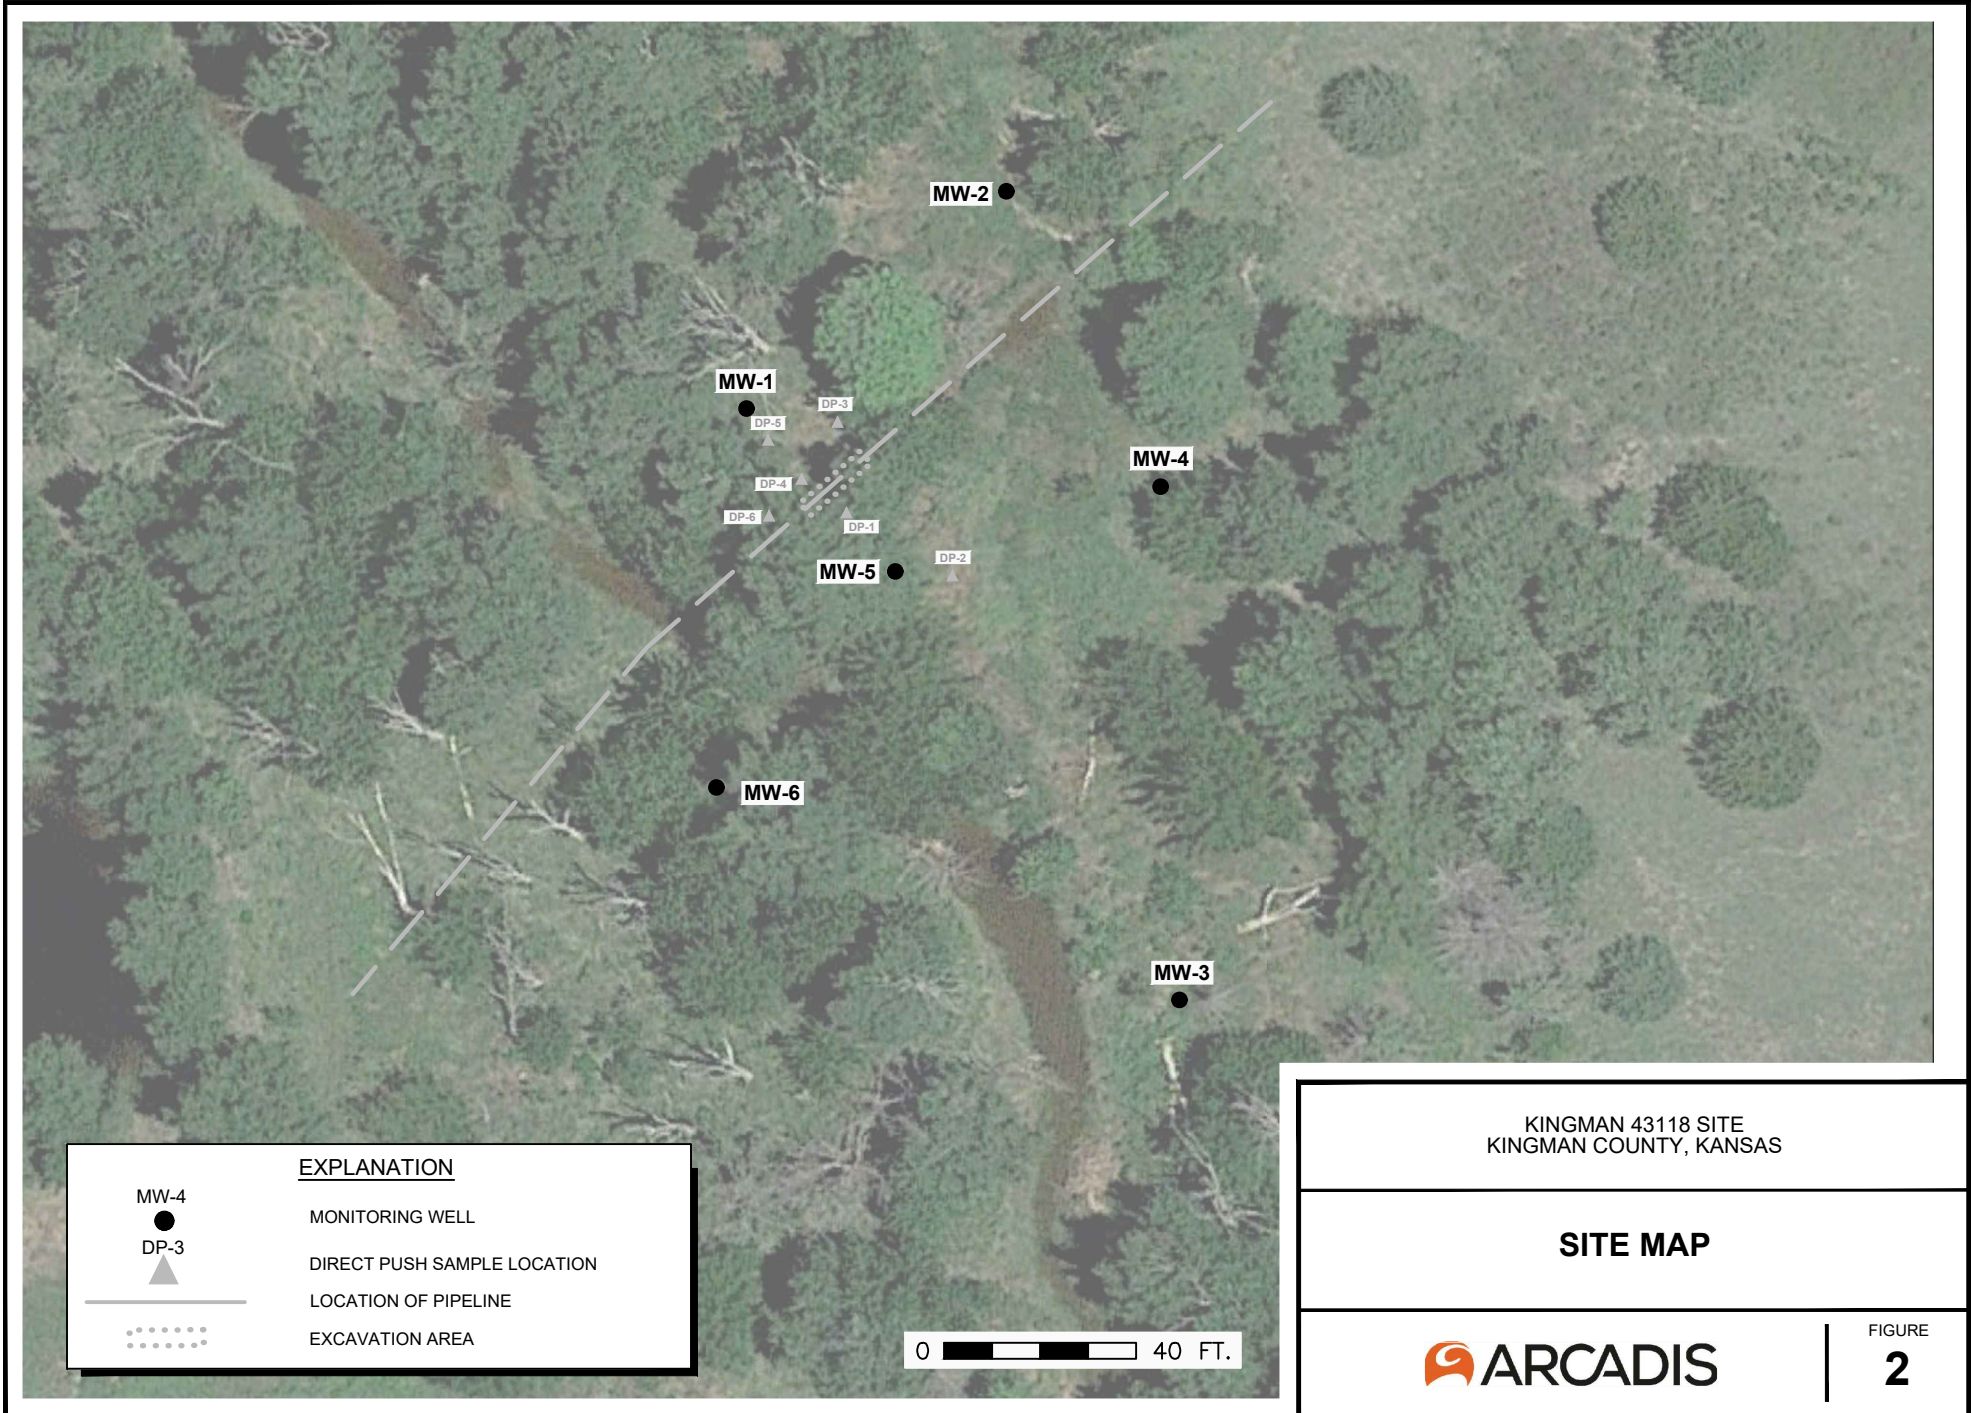 MW-2
MW-1
DP-3
DP-5
MW-4
DP-4
DP-6
DP-1
DP-2
MW-5
MW-6
MW-3
EXPLANATION
MW-4
MONITORING WELL
DP-3
DIRECT PUSH SAMPLE LOCATION
LOCATION OF PIPELINE
EXCAVATION AREA
0 40 FT.
KINGMAN 43118 SITE
KINGMAN COUNTY, KANSAS
SITE MAP
ARCADIS
FIGURE
2